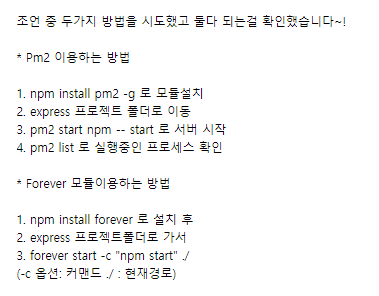 조언 중 두가지 방법을 시도했고 둘다 되는걸 확인했습니다~!
* Pm2 이용하는 방법
1. npm install pm2 -g 로 모듈설치
2. express 프로젝트 폴더로 이동
3. pm2 start npm -- start 로 서버 시작
4. pm2 list 로 실행중인 프로세스 확인
* Forever 모듈이용하는 방법
1. npm install forever 로 설치 후
2. express 프로젝트폴더로 가서
3. forever start -c "npm start" ./
(-c 옵션: 커맨드 ./ : 현재경로)